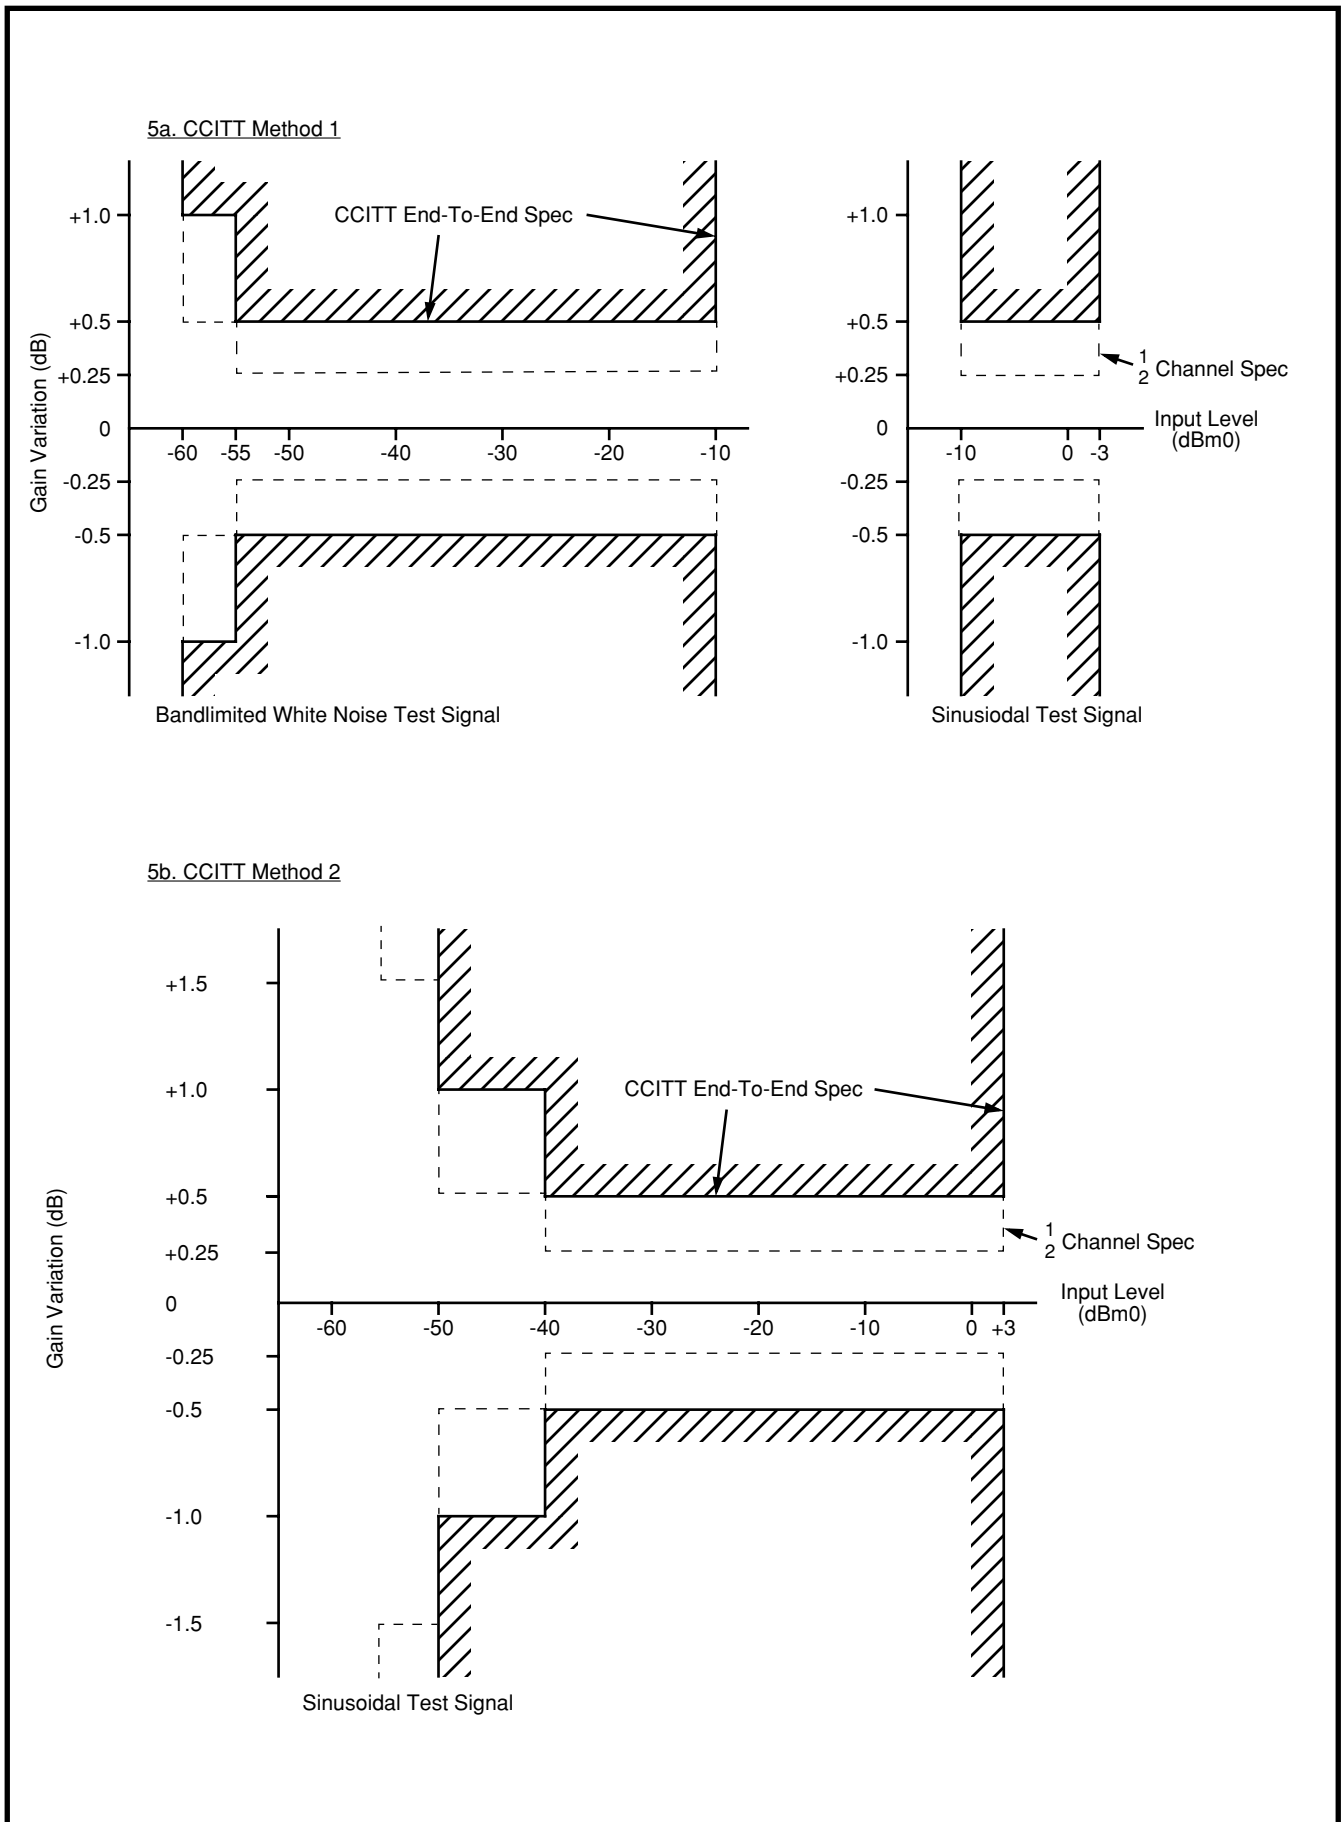 5a. CCITT Method 1
CCITT End-To-End Spec
+1.0
+0.5
+0.25
0
-0.25
-0.5
-1.0
Gain Variation (dB)
-60 -55 -50 -40 -30 -20 -10
Bandlimited White Noise Test Signal
+1.0
+0.5
+0.25
0
-0.25
-0.5
-1.0
1
2 Channel Spec
Input Level
(dBm0)
-10 0 -3
Sinusiodal Test Signal
5b. CCITT Method 2
+1.5
+1.0
+0.5
+0.25
0
-0.25
-0.5
-1.0
-1.5
Gain Variation (dB)
CCITT End-To-End Spec
1
2 Channel Spec
Input Level
(dBm0)
-60 -50 -40 -30 -20 -10 0 +3
Sinusoidal Test Signal